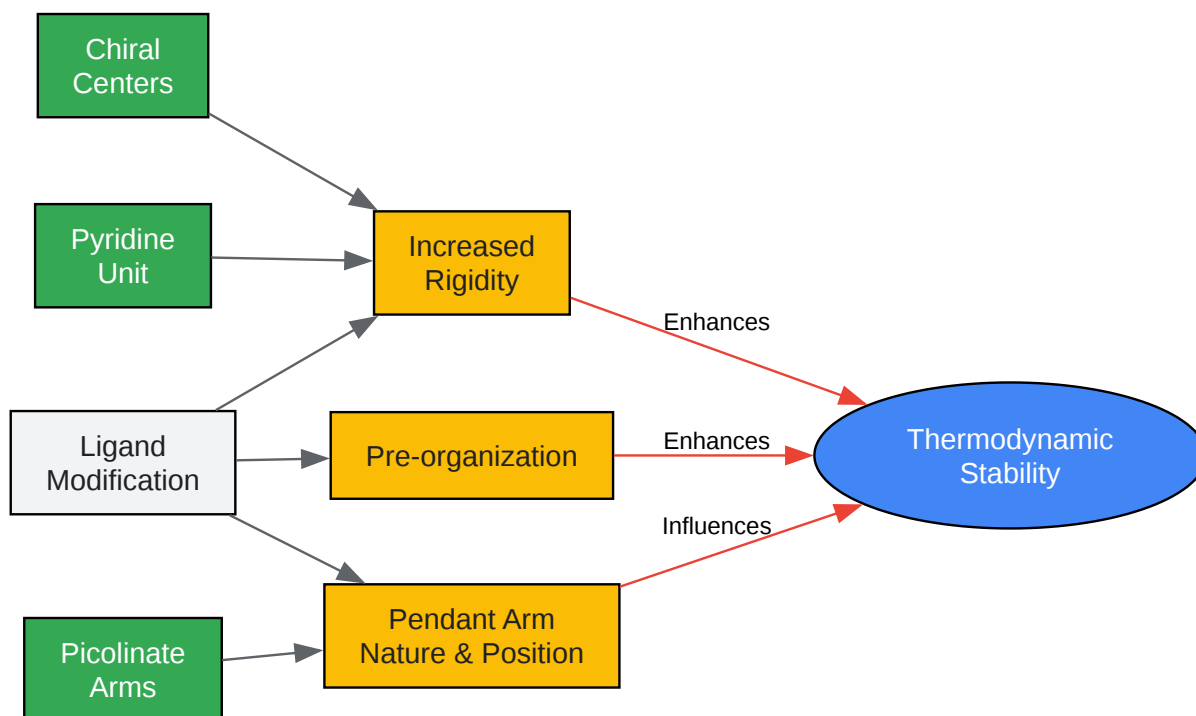 Chiral
Centers
Pyridine
Unit
Increased
Rigidity
Enhances
Ligand
Modification
Pre-organization
Enhances
Thermodynamic
Stability
Influences
Pendant Arm
Nature & Position
Picolinate
Arms